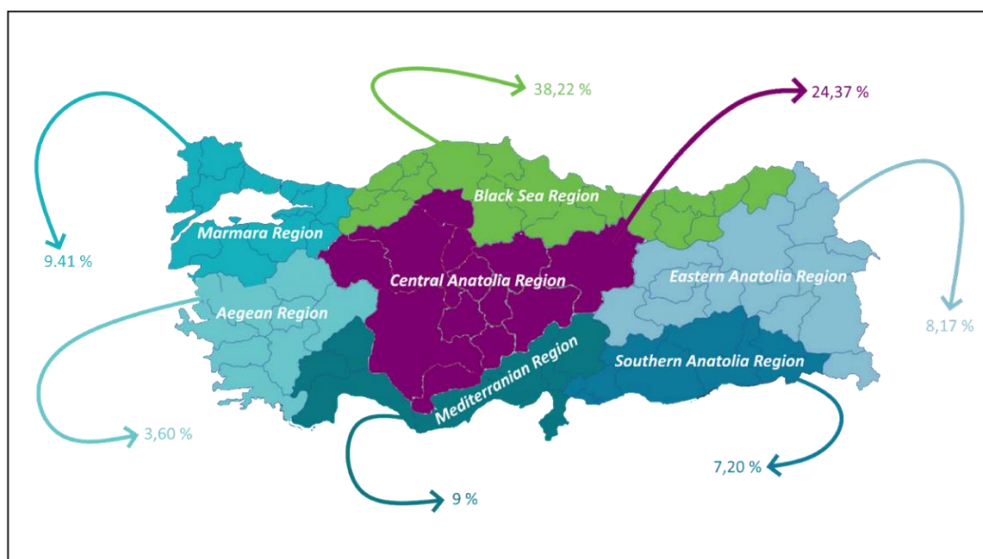 38,22 %
24,37 %
Black Sea Region
Marmara Region
9.41 %
Central Anatolia Region
Eastern Anatolia Region
Aegean Region
8,17 %
Mediterranian Region
Southern Anatolia Region
3,60 %
7,20 %
9 %